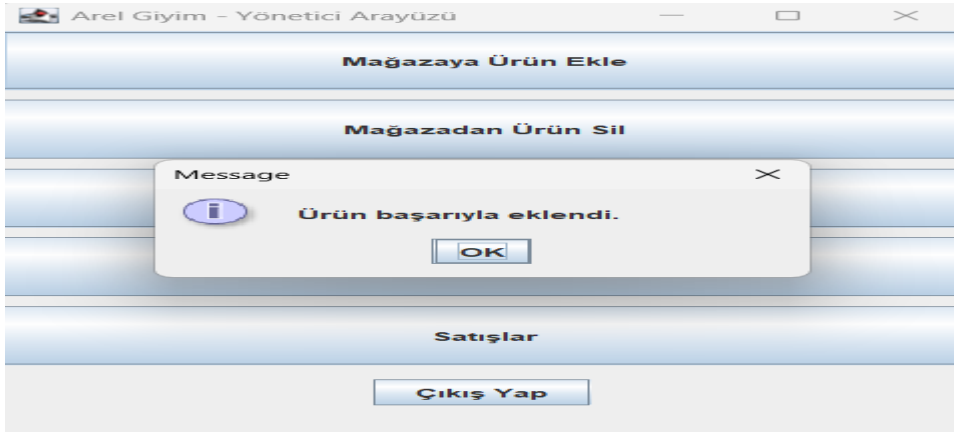 Arel Giyim - Yönetici Arayüzü
Mağazaya Ürün Ekle
Mağazadan Ürün Sil
Message
Ürün başarıyla eklendi.
OK
Satışlar
Çıkış Yap